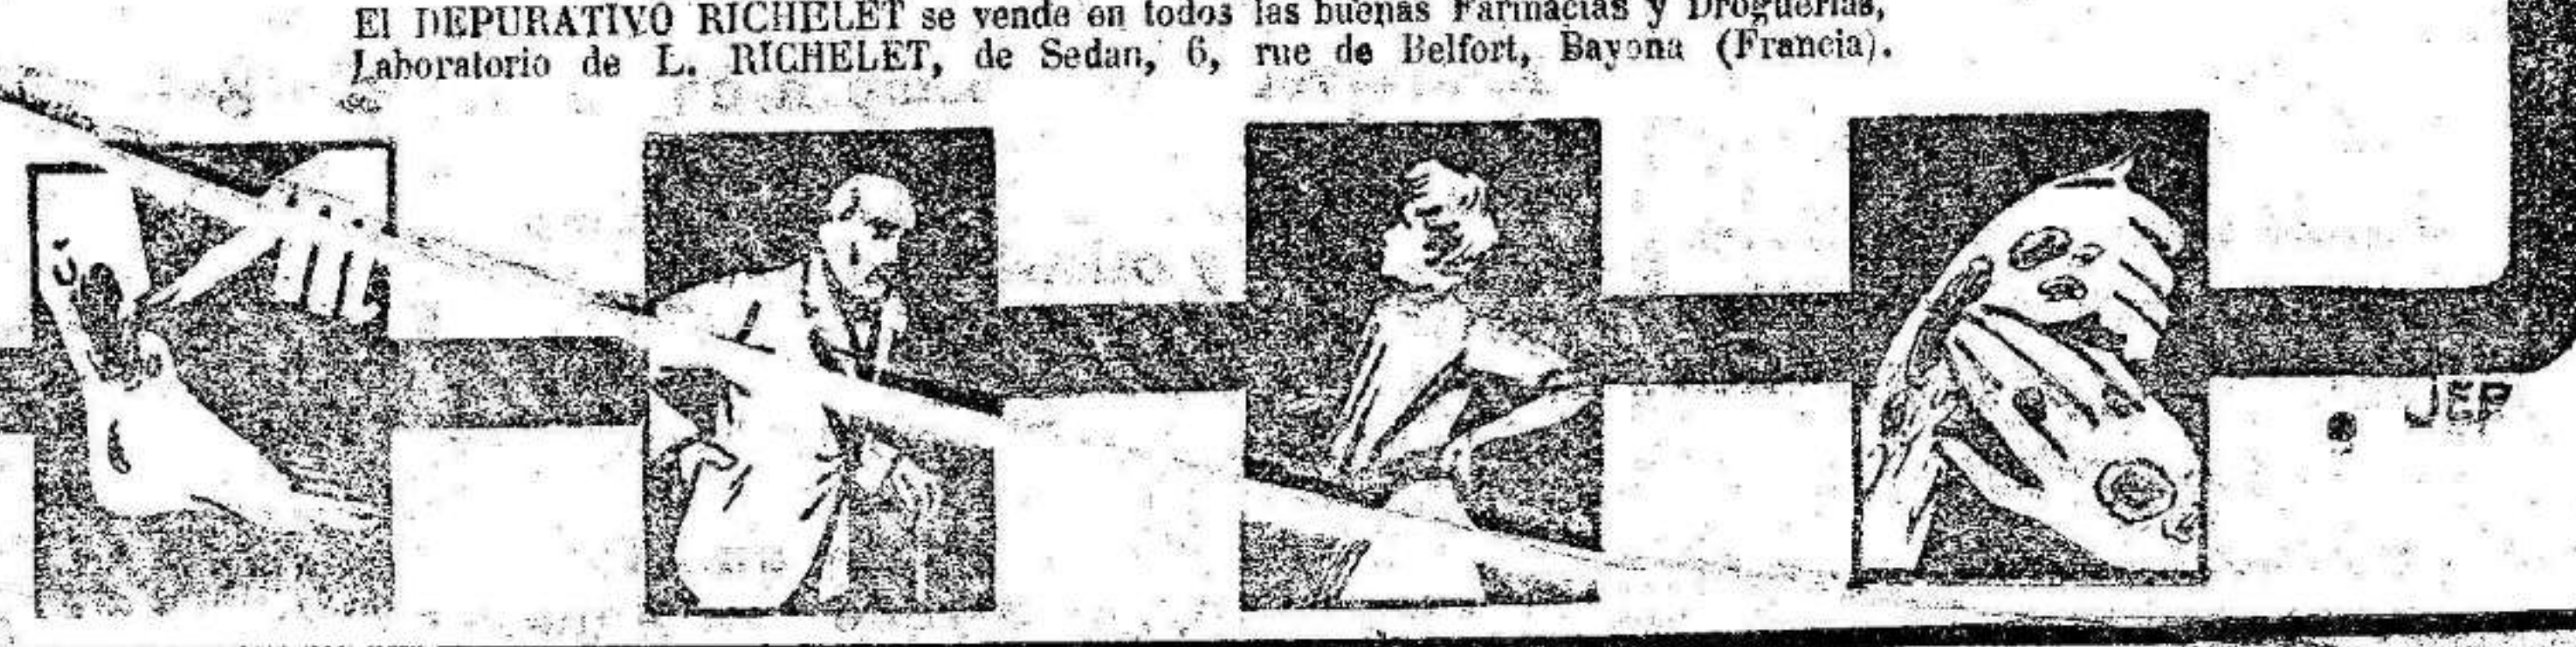 El DEPURATIVO RICHELET se vende en todos las buenas Farmacias y Droguerías,
Laboratorio de L. RICHELET, de Sedan, 6, rue de Belfort, Bayona (Francia).
JEP